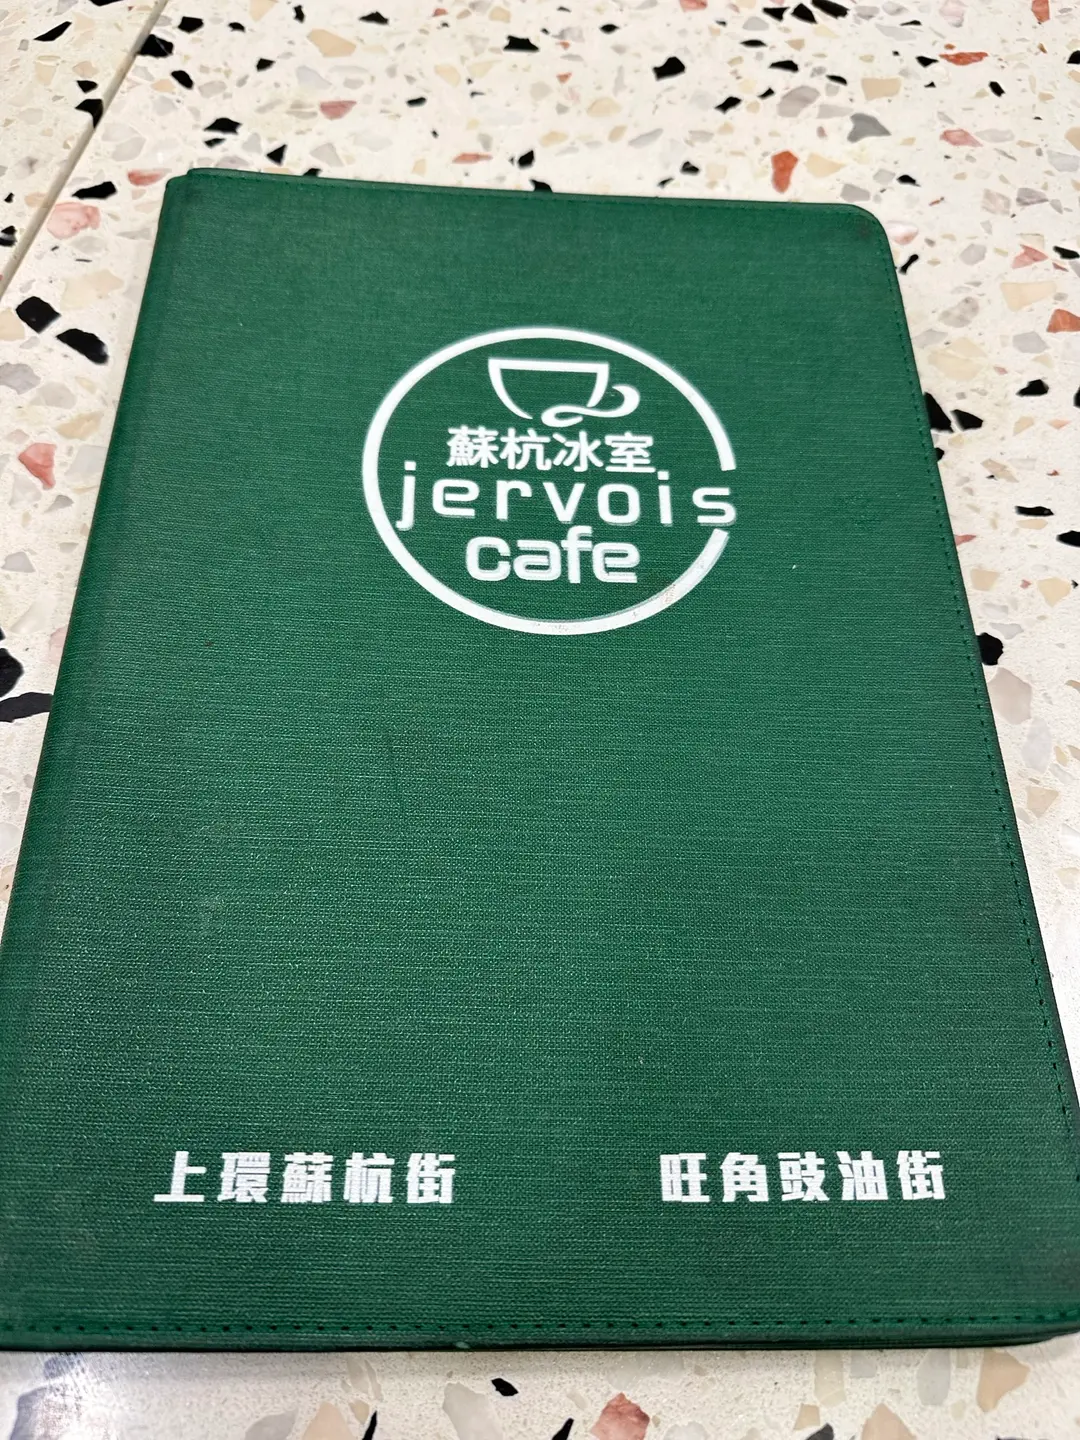 蘇杭冰室
jervois
cafe
上環蘇杭街
旺角豉油街